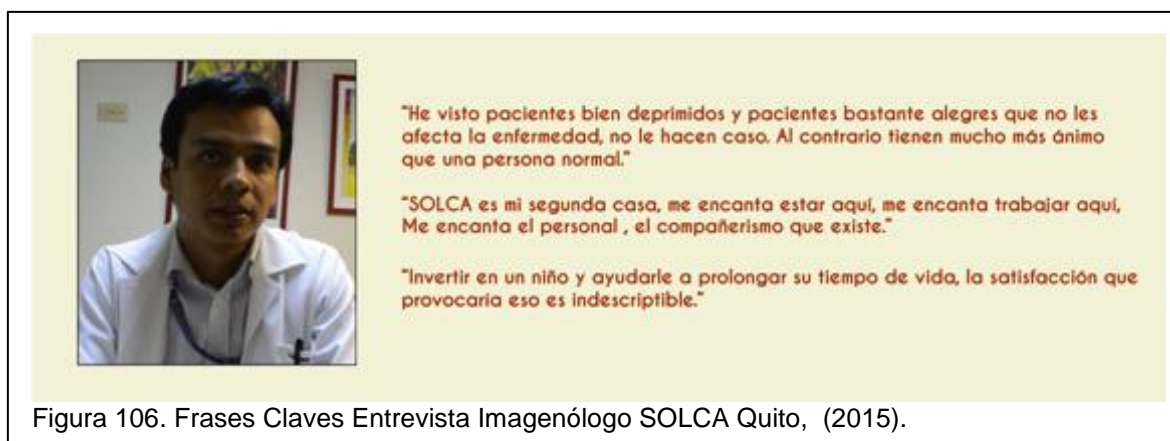 "He visto pacientes bien deprimidos y pacientes bastante alegres que no les
afecta la enfermedad, no le hacen caso. Al contrario tienen mucho más ánimo
que una persona normal."
"SOLCA es mi segunda casa, me encanta estar aquí, me encanta trabajar aquí,
Me encanta el personal , el compañerismo que existe."
"Invertir en un niño y ayudarle a prolongar su tiempo de vida, la satisfacción que
provocaria eso es indescriptible."
Figura 106. Frases Claves Entrevista Imagenólogo SOLCA Quito, (2015).